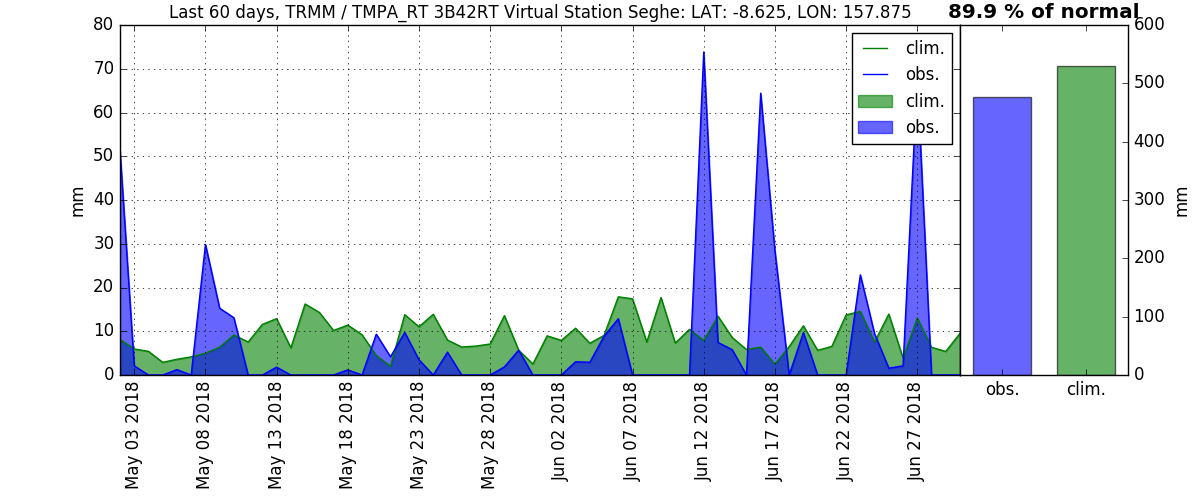 Last 60 days, TRMM / TMPA_RT 3B42RT Virtual Station Seghe: LAT: -8.625, LON: 157.875
89.9 % of normal
80
70
60
50
40
30
20
10
0
mm
clim.
obs.
clim.
obs.
May 03 2018
May 08 2018
May 13 2018
May 18 2018
May 23 2018
May 28 2018
Jun 02 2018
Jun 07 2018
Jun 12 2018
Jun 17 2018
Jun 22 2018
Jun 27 2018
600
500
400
300
200
100
0
mm
obs.
clim.